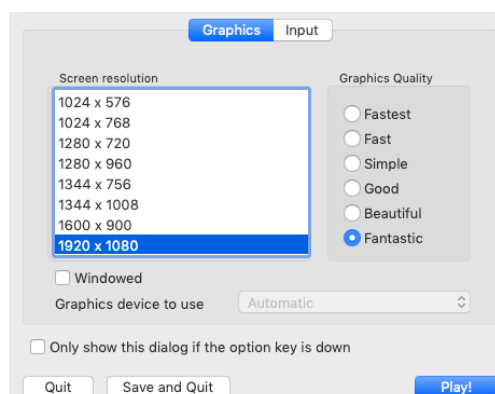 Graphics Input
Screen resolution
1024 x 576
1024 x 768
1280 x 720
1280 x 960
1344 x 756
1344 x 1008
1600 x 900
1920 x 1080
Graphics Quality
Fastest
Fast
Simple
Good
Beautiful
Fantastic
Windowed
Graphics device to use Automatic
Only show this dialog if the option key is down
Quit Save and Quit Play!